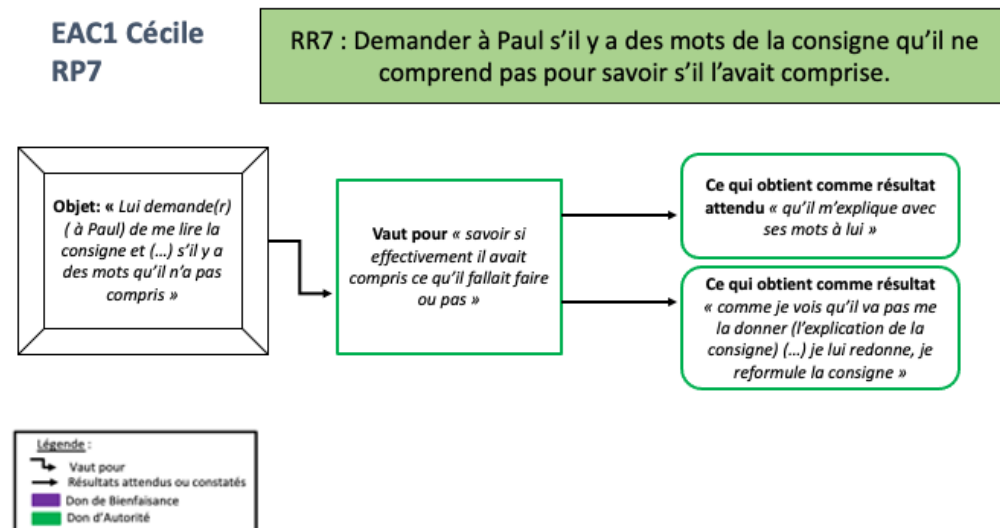 EAC1 Cécile
RP7
RR7 : Demander à Paul s’il y a des mots de la consigne qu’il ne
comprend pas pour savoir s’il l’avait comprise.
Objet: « Lui demande(r)
( à Paul) de me lire la
consigne et (…) s’il y a
des mots qu’il n’a pas
compris »
Vaut pour « savoir si
effectivement il avait
compris ce qu’il fallait faire
ou pas »
Ce qui obtient comme résultat
attendu « qu’il m’explique avec
ses mots à lui »
Ce qui obtient comme résultat
« comme je vois qu’il va pas me
la donner (l’explication de la
consigne) (…) je lui redonne, je
reformule la consigne »
Légende :
Vaut pour
Résultats attendus ou constatés
Don de Bienfaisance
Don d’Autorité